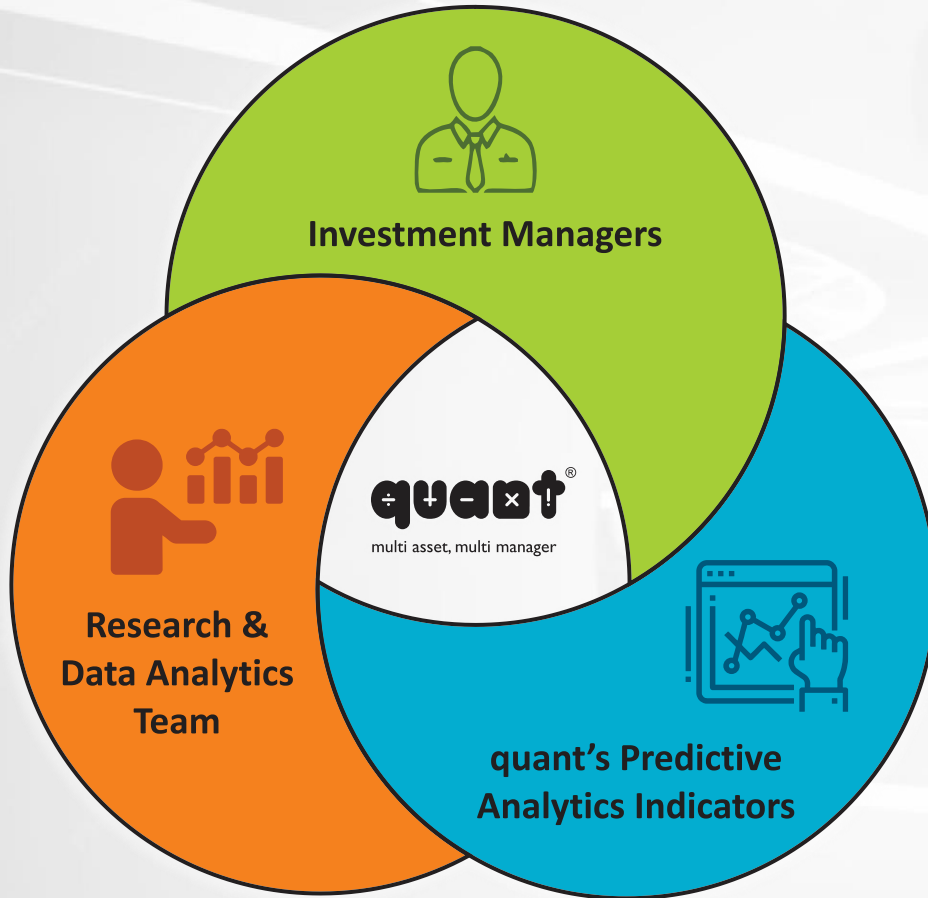 Investment Managers
quant®
multi asset, multi manager
Research &
Data Analytics
Team
quant’s Predictive
Analytics Indicators